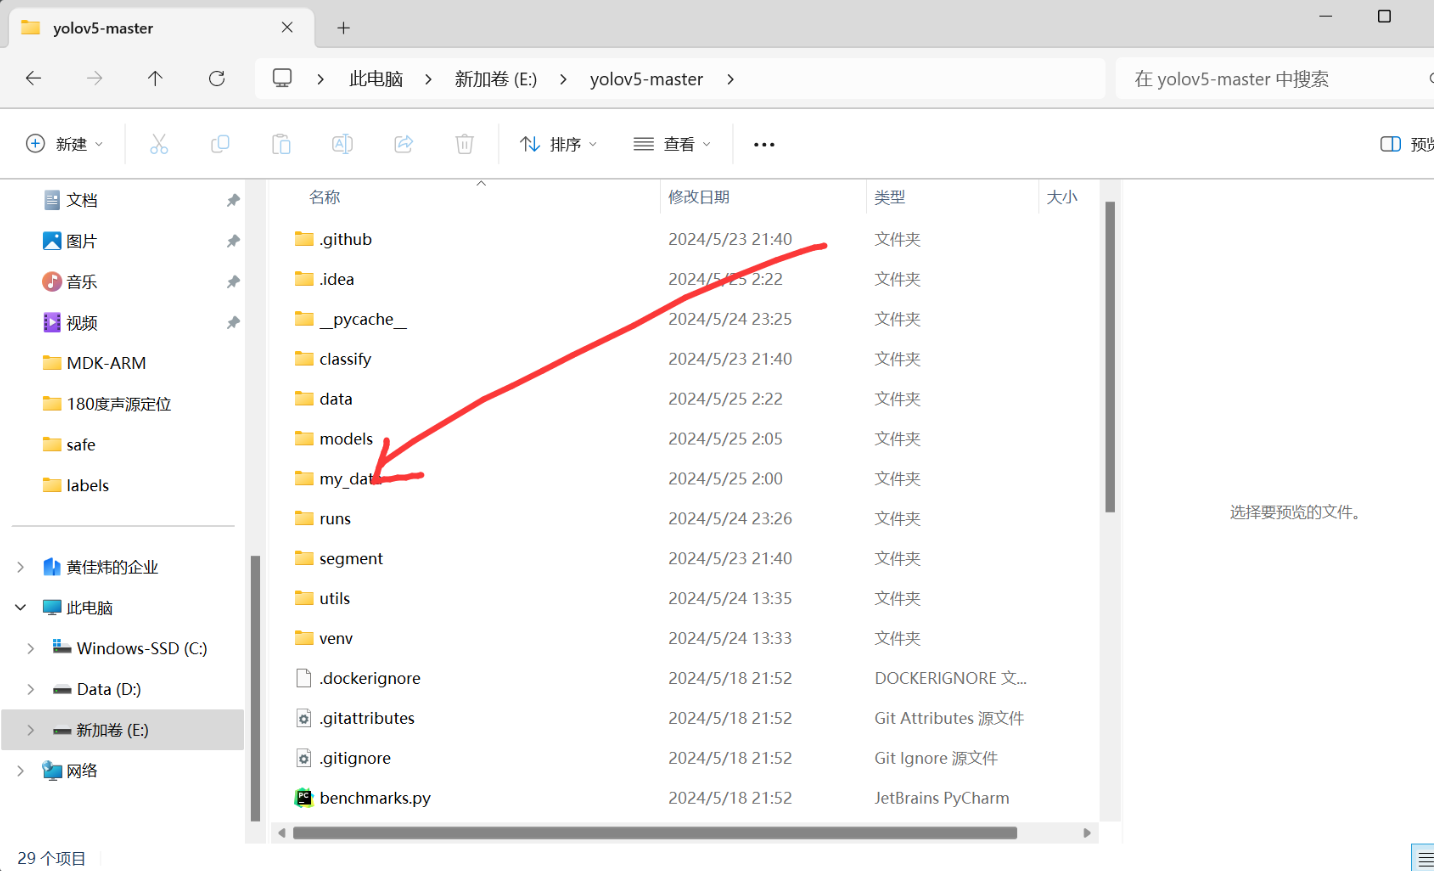 yolov5-master
此电脑 新加卷 (E:) yolov5-master
在 yolov5-master 中搜索
新建 排序 查看 预览
名称 修改日期 类型 大小
文档
图片
音乐
视频
MDK-ARM
180度声源定位
safe
labels
黄佳炜的企业
此电脑
Windows-SSD (C:)
Data (D:)
新加卷 (E:)
网络
.github 2024/5/23 21:40 文件夹
.idea 2024/5/25 2:22 文件夹
__pycache__ 2024/5/24 23:25 文件夹
classify 2024/5/23 21:40 文件夹
data 2024/5/25 2:22 文件夹
models 2024/5/25 2:05 文件夹
my_dat 2024/5/25 2:00 文件夹
runs 2024/5/24 23:26 文件夹
segment 2024/5/23 21:40 文件夹
utils 2024/5/24 13:35 文件夹
venv 2024/5/24 13:33 文件夹
.dockerignore 2024/5/18 21:52 DOCKERIGNORE 文...
.gitattributes 2024/5/18 21:52 Git Attributes 源文件
.gitignore 2024/5/18 21:52 Git Ignore 源文件
benchmarks.py 2024/5/18 21:52 JetBrains PyCharm
选择要预览的文件。
29 个项目